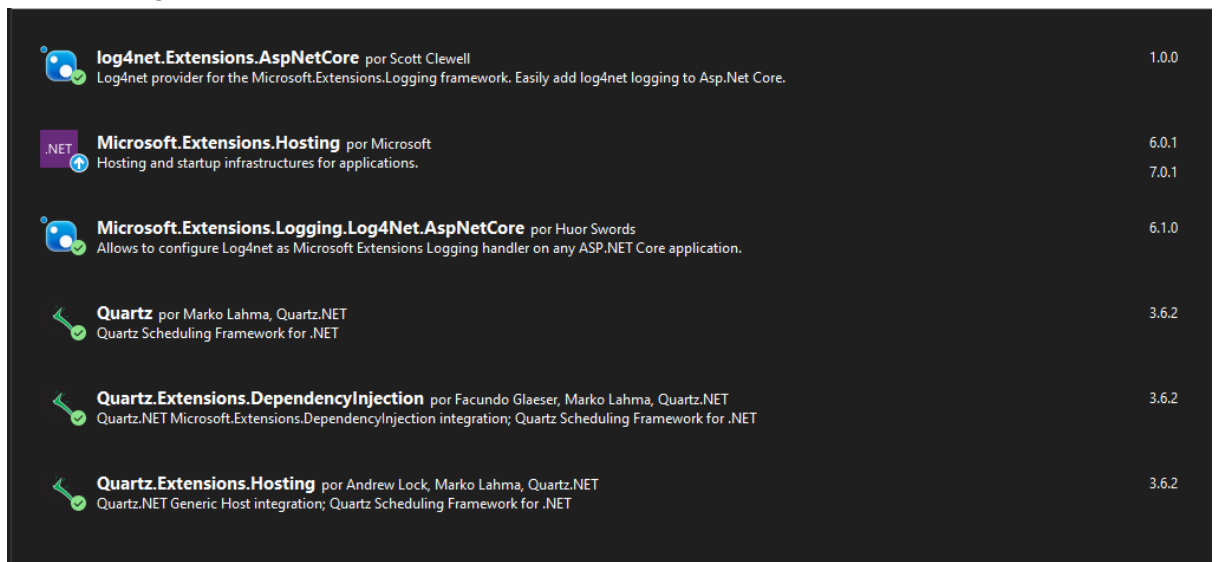 log4net.Extensions.AspNetCore por Scott Clewell 1.0.0
Log4net provider for the Microsoft.Extensions.Logging framework. Easily add log4net logging to Asp.Net Core.
.NET Microsoft.Extensions.Hosting por Microsoft 6.0.1
Hosting and startup infrastructures for applications. 7.0.1
Microsoft.Extensions.Logging.Log4Net.AspNetCore por Huor Swords 6.1.0
Allows to configure Log4net as Microsoft Extensions Logging handler on any ASP.NET Core application.
Quartz por Marko Lahma, Quartz.NET 3.6.2
Quartz Scheduling Framework for .NET
Quartz.Extensions.DependencyInjection por Facundo Glaeser, Marko Lahma, Quartz.NET 3.6.2
Quartz.NET Microsoft.Extensions.DependencyInjection integration; Quartz Scheduling Framework for .NET
Quartz.Extensions.Hosting por Andrew Lock, Marko Lahma, Quartz.NET 3.6.2
Quartz.NET Generic Host integration; Quartz Scheduling Framework for .NET